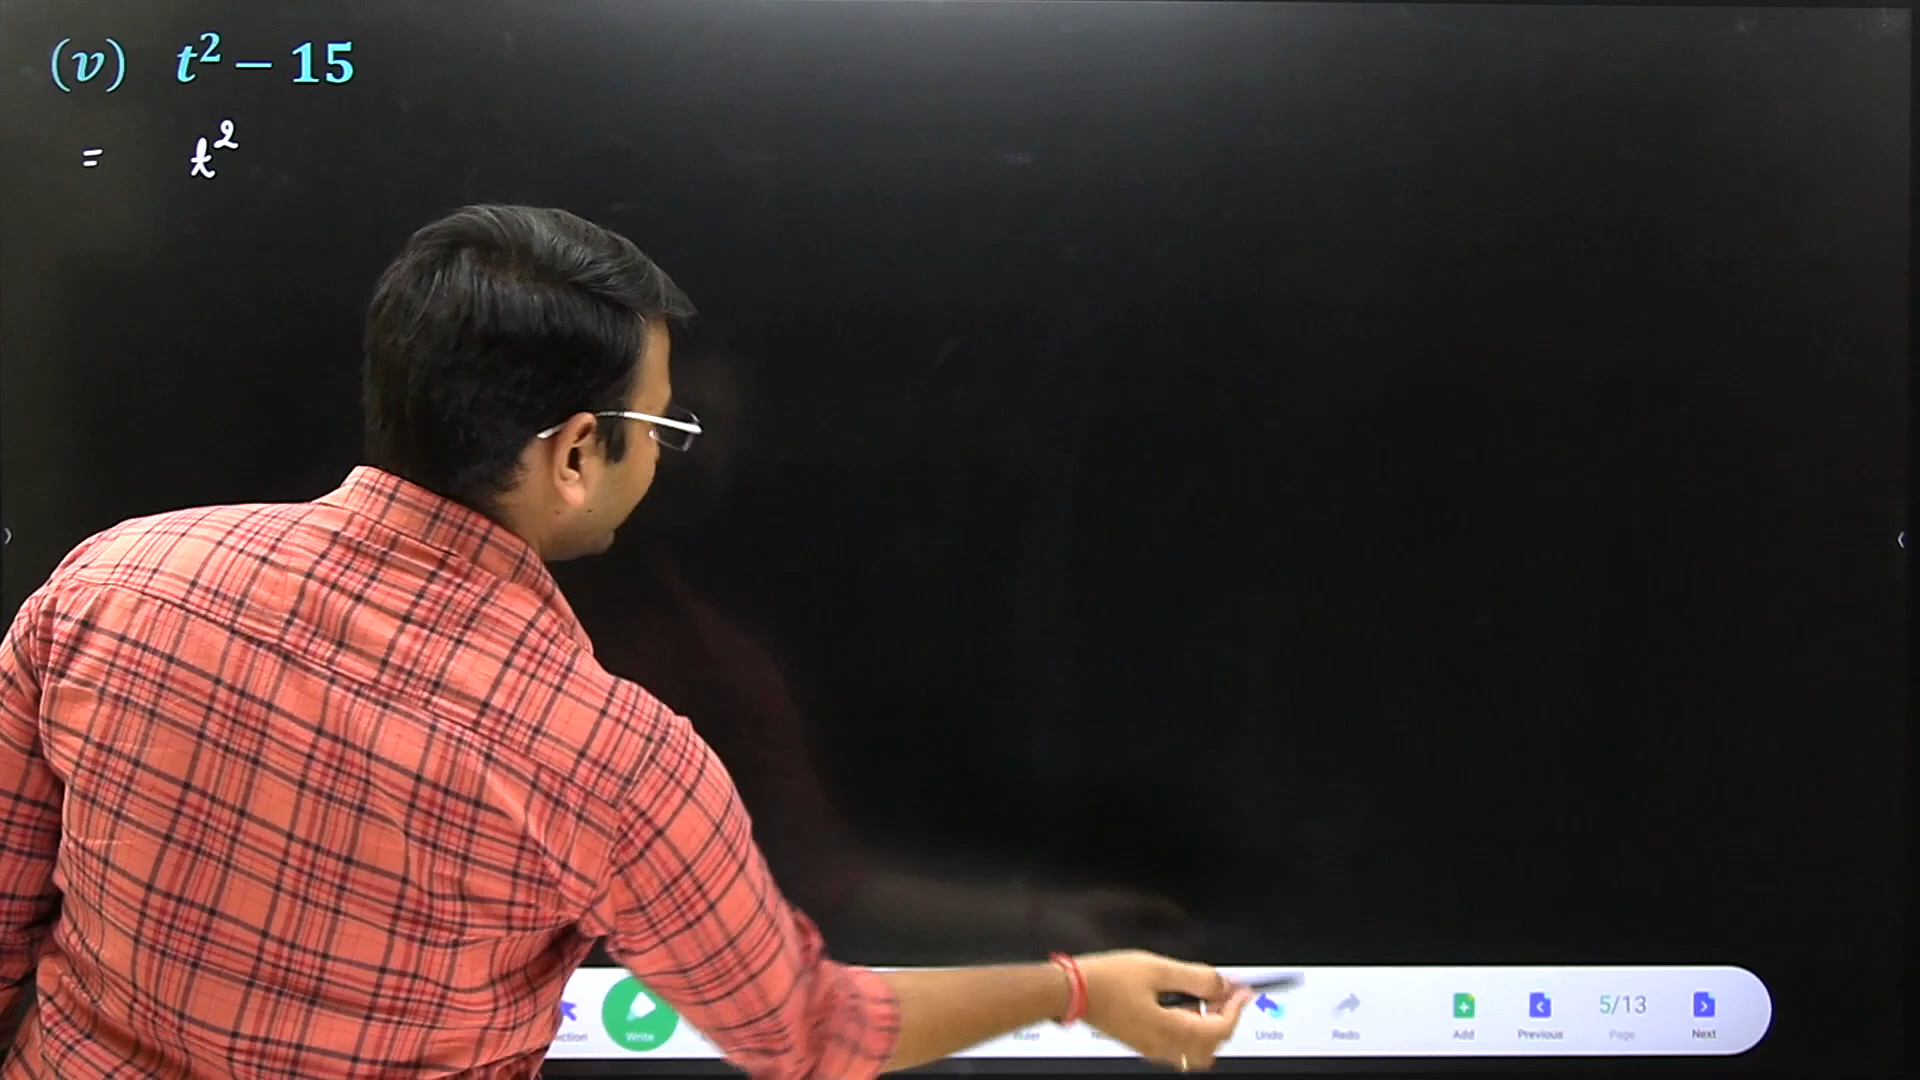 (v) t² – 15
= t²
Write
Undo
Redo
Add
Previous
5/13
Page
Next